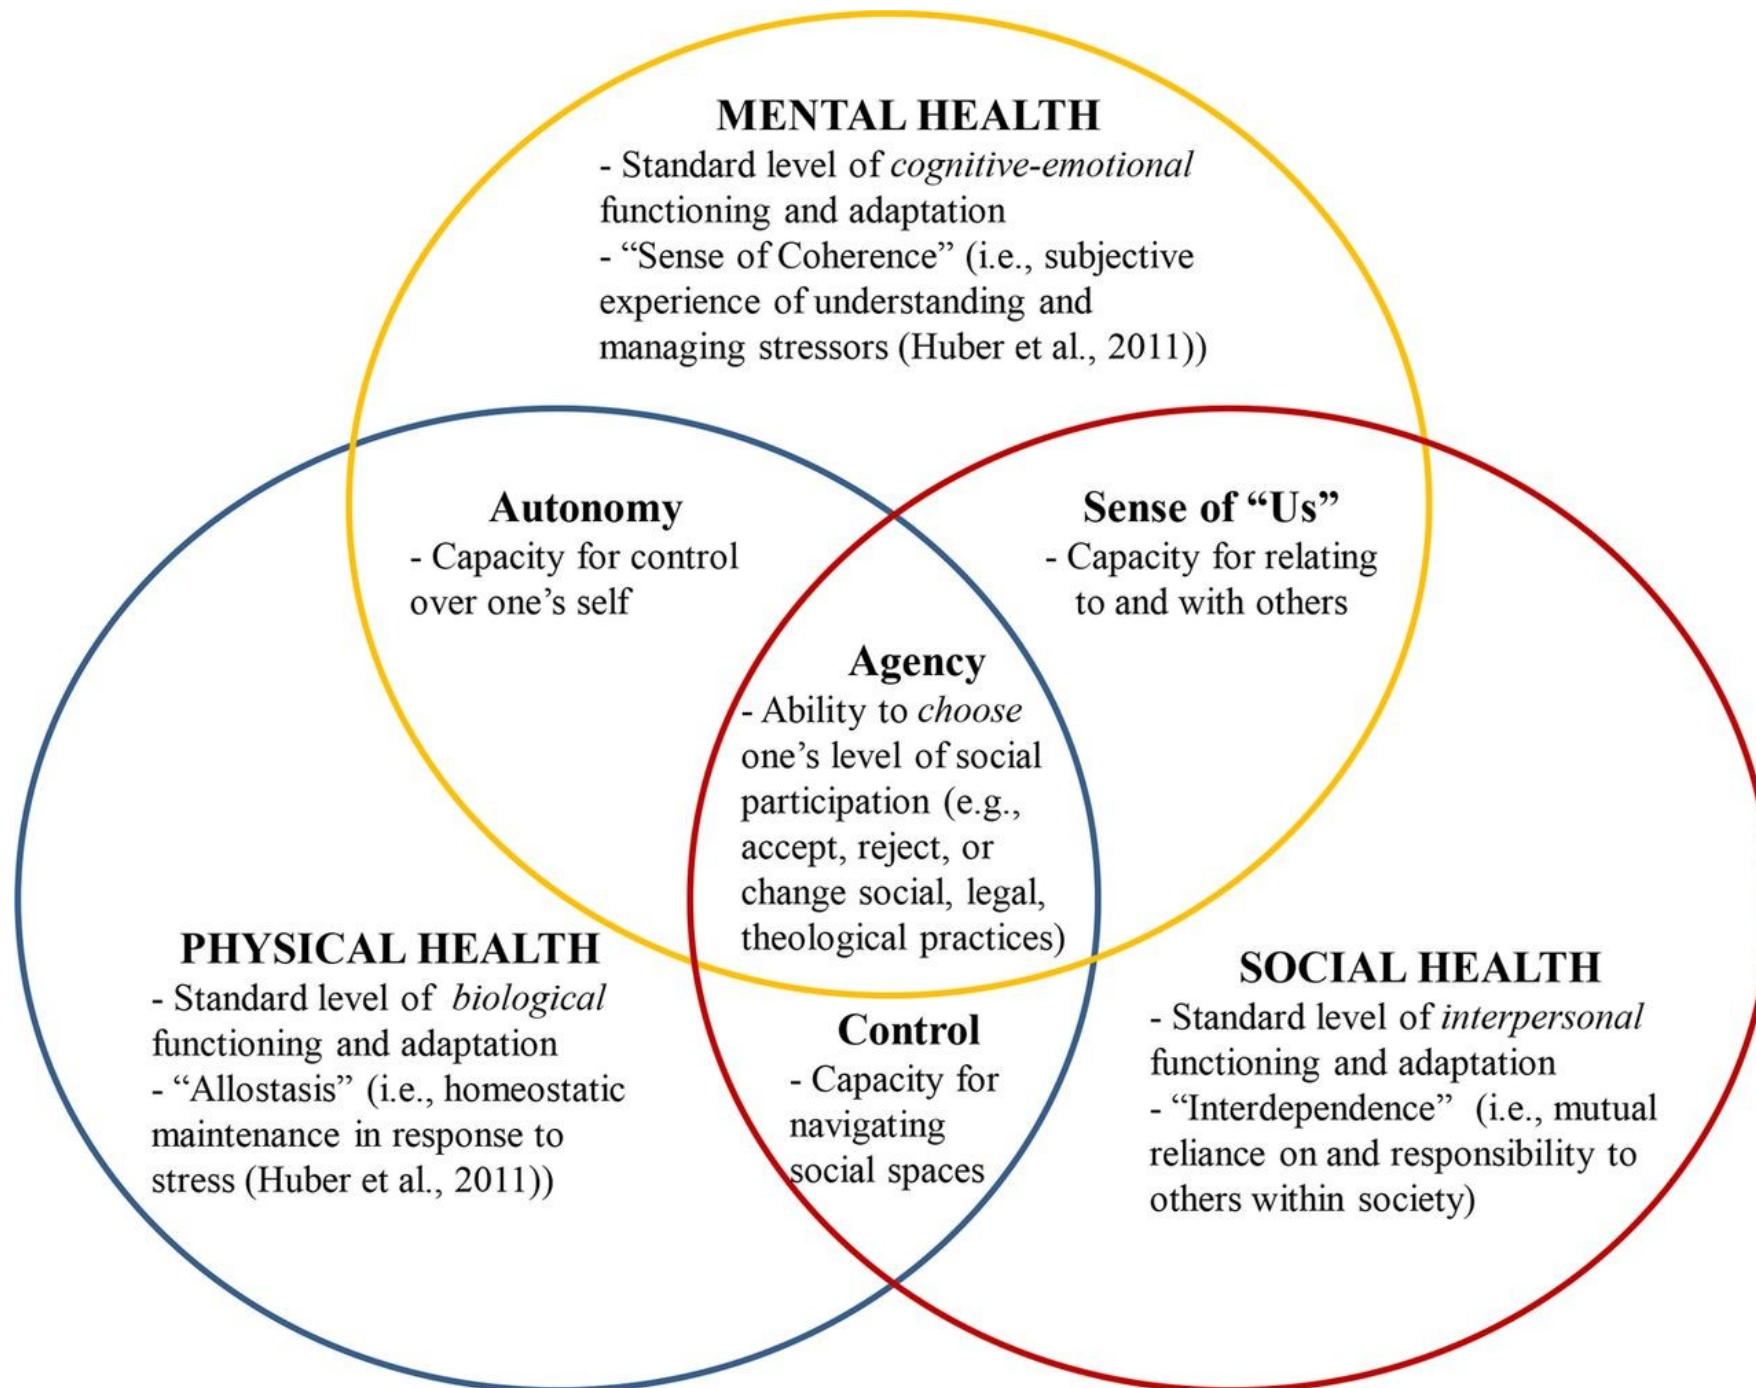 MENTAL HEALTH
- Standard level of cognitive-emotional
functioning and adaptation
- “Sense of Coherence” (i.e., subjective
experience of understanding and
managing stressors (Huber et al., 2011))
Autonomy
- Capacity for control
over one’s self
Sense of “Us”
- Capacity for relating
to and with others
Agency
- Ability to choose
one’s level of social
participation (e.g.,
accept, reject, or
change social, legal,
theological practices)
PHYSICAL HEALTH
- Standard level of biological
functioning and adaptation
- “Allostasis” (i.e., homeostatic
maintenance in response to
stress (Huber et al., 2011))
Control
- Capacity for
navigating
social spaces
SOCIAL HEALTH
- Standard level of interpersonal
functioning and adaptation
- “Interdependence” (i.e., mutual
reliance on and responsibility to
others within society)